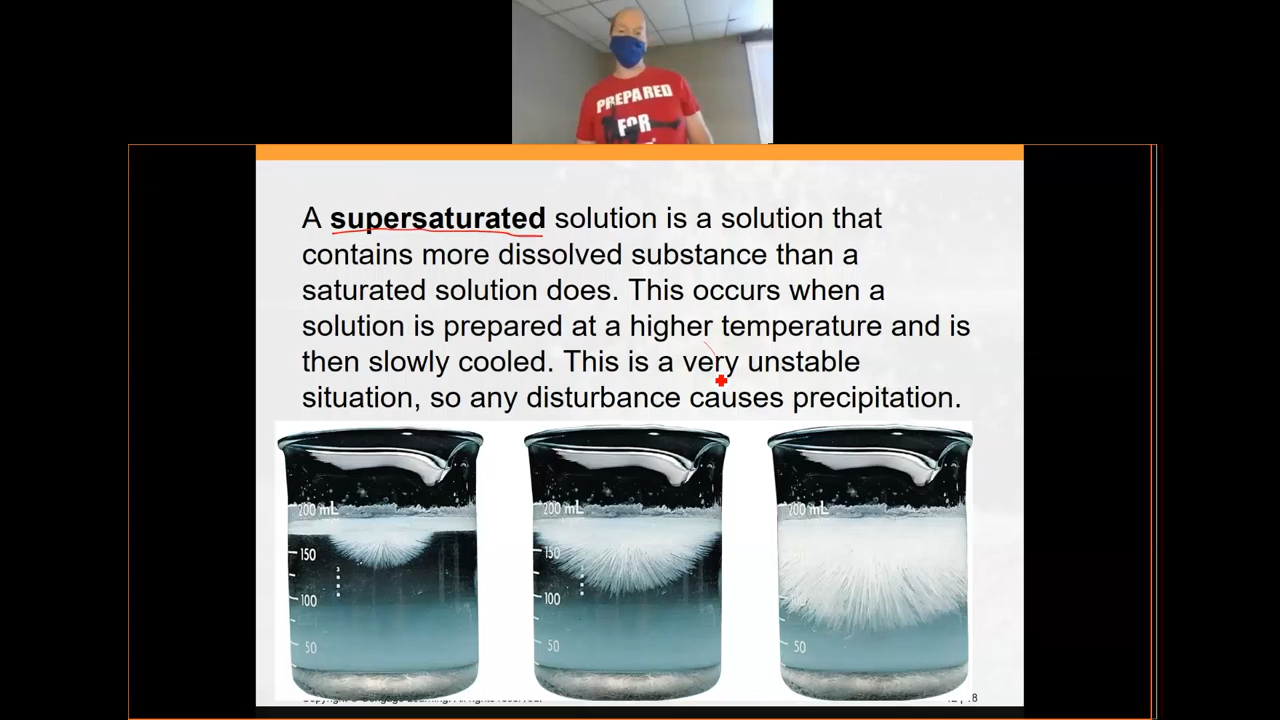 PREPARED
FOR
A supersaturated solution is a solution that
contains more dissolved substance than a
saturated solution does. This occurs when a
solution is prepared at a higher temperature and is
then slowly cooled. This is a very unstable
situation, so any disturbance causes precipitation.
200 mL 200 mL 200 mL
150 150
100 100
50 50 50